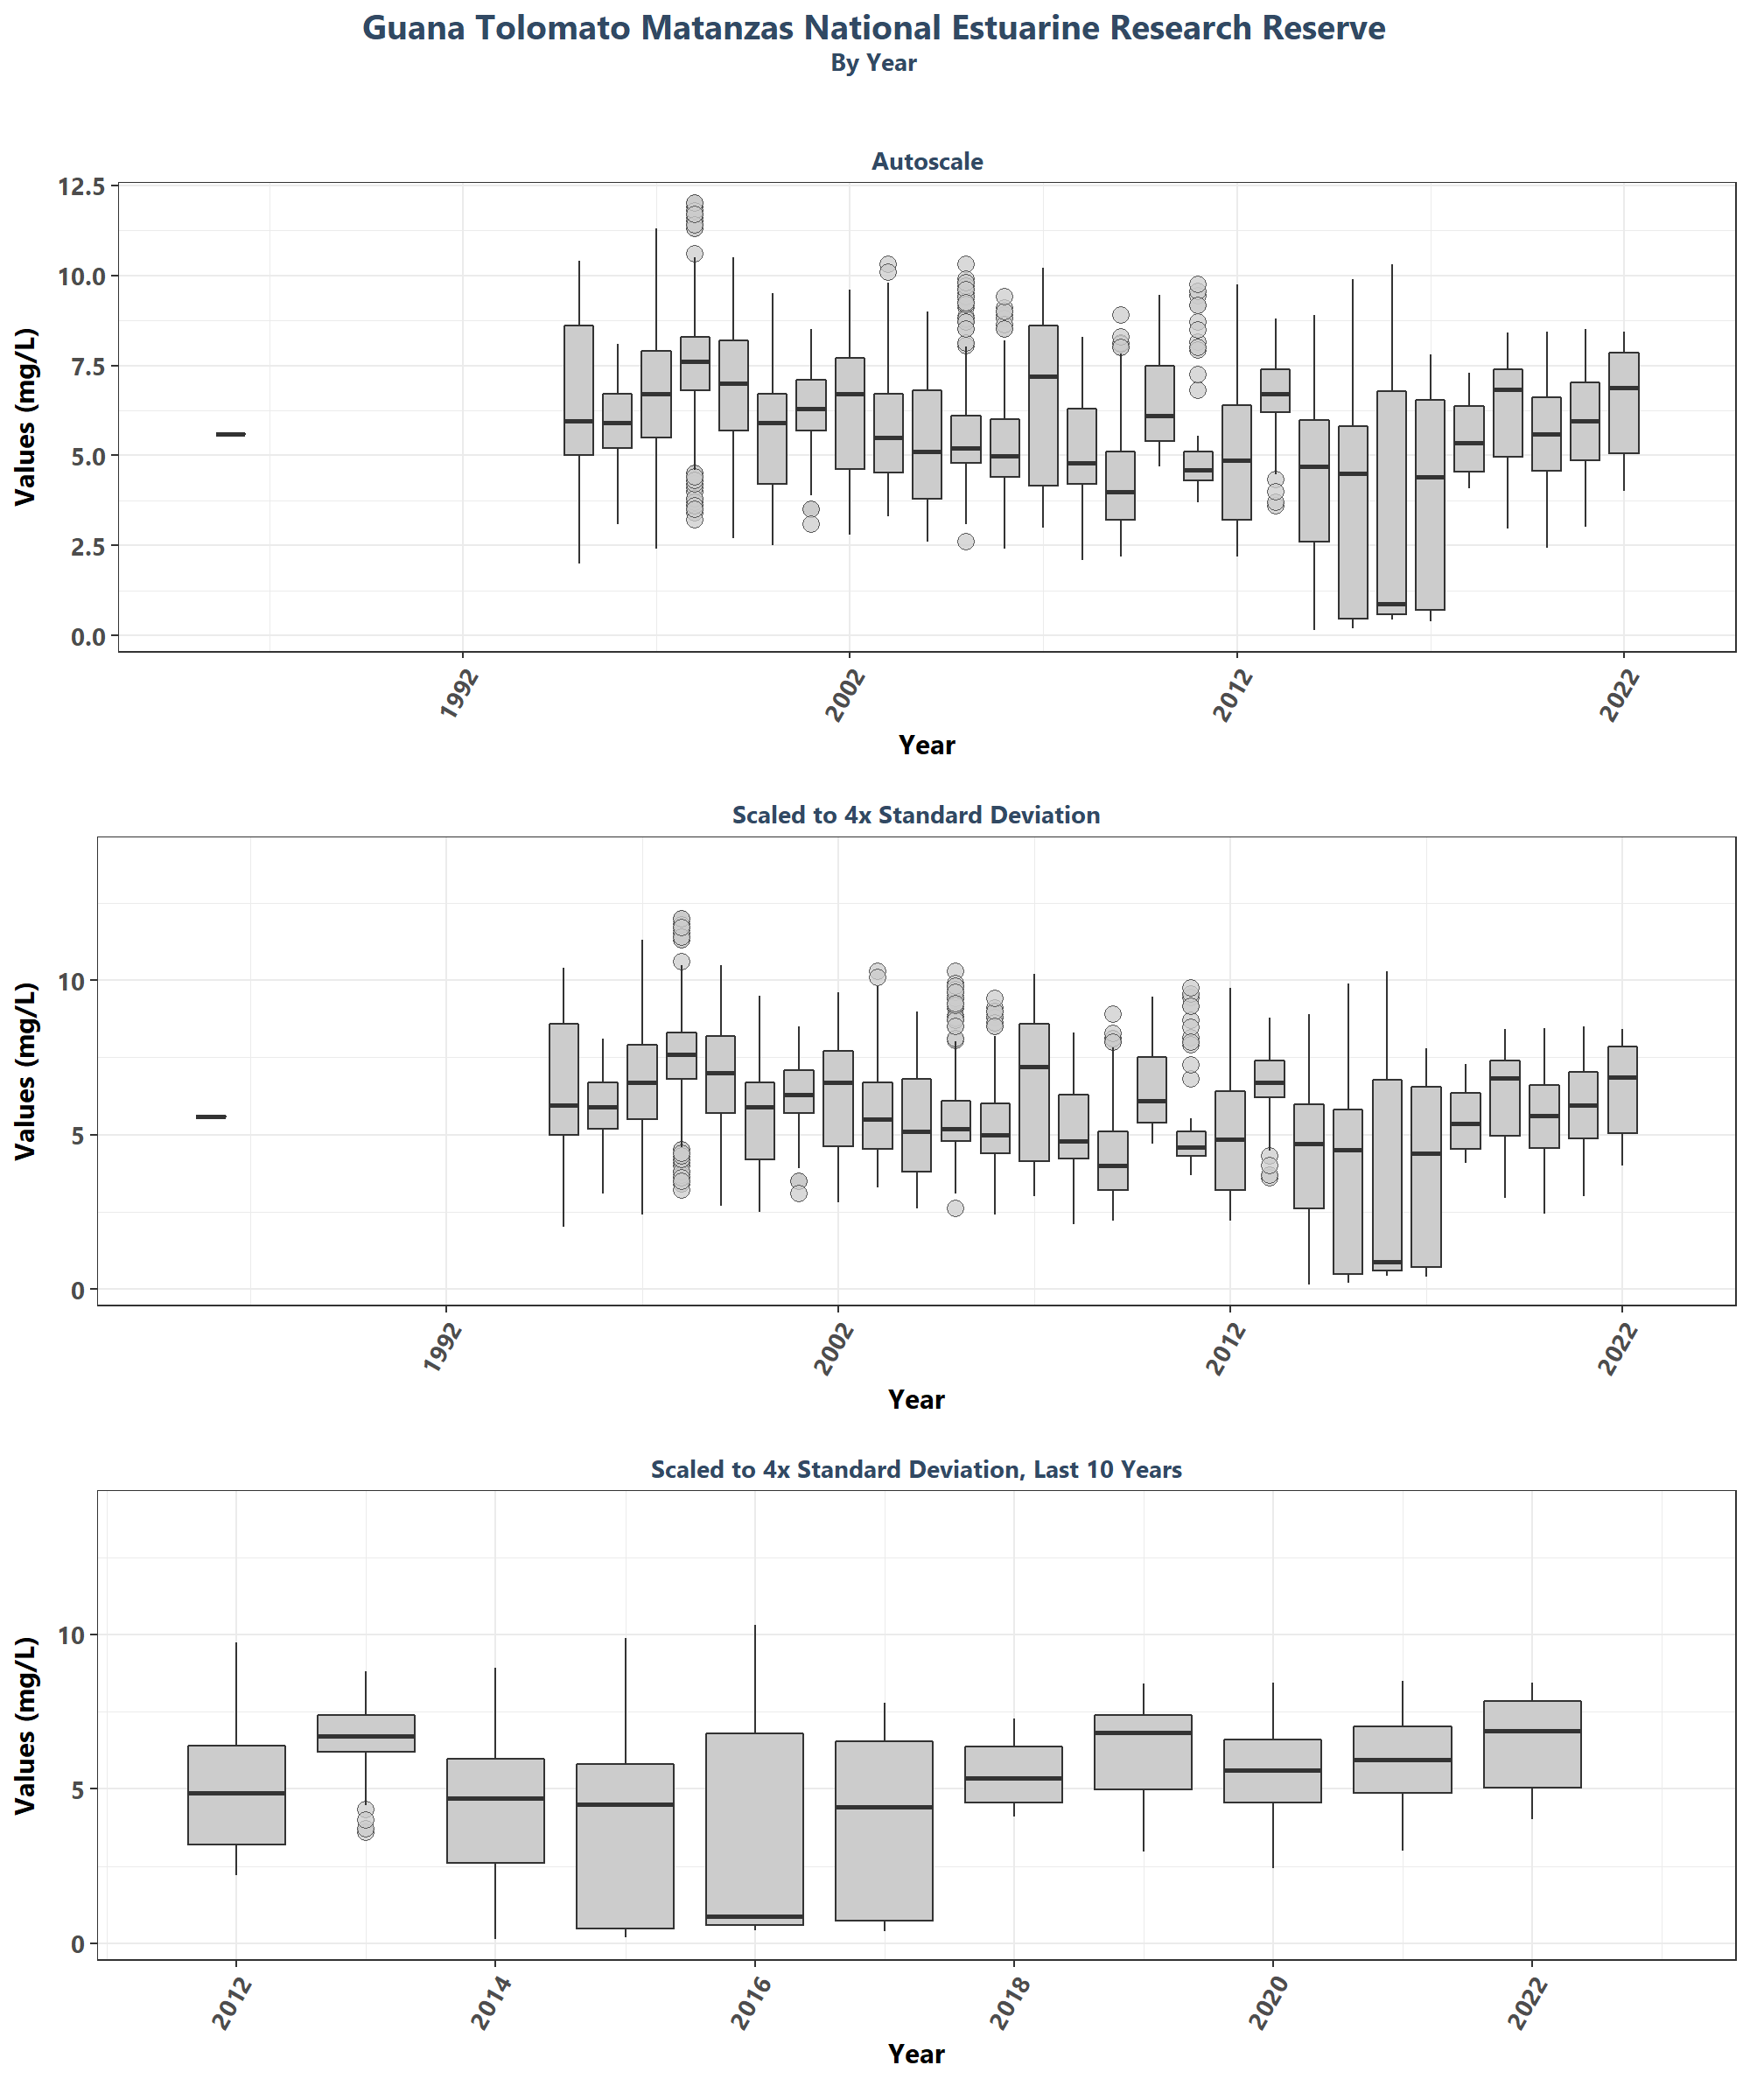 Guana Tolomato Matanzas National Estuarine Research Reserve
By Year
Autoscale
Values (mg/L)
12.5
10.0
7.5
5.0
2.5
0.0
1992
2002
2012
2022
Year
Scaled to 4x Standard Deviation
Values (mg/L)
10
5
0
1992
2002
2012
2022
Year
Scaled to 4x Standard Deviation, Last 10 Years
Values (mg/L)
10
5
0
2012
2014
2016
2018
2020
2022
Year